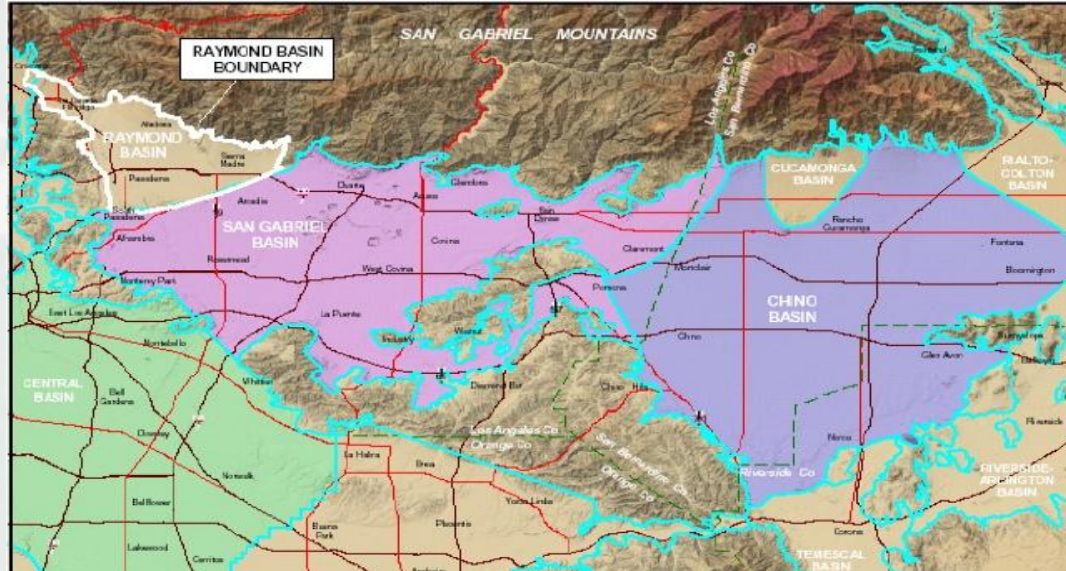 SAN GABRIEL MOUNTAINS
RAYMOND BASIN
BOUNDARY
Los Angeles Co
San Bernardino Co
RAYMOND
BASIN
Altadena
Sierra
Madre
Pasadena
South
Pasadena
Alhambra
Arcadia
Duarte
Azusa
Glendora
SAN GABRIEL
BASIN
Rosemead
Monterey Park
Covina
West Covina
San
Dimas
Claremont
CUCAMONGA
BASIN
RIALTO-
COLTON
BASIN
Rancho
Cucamonga
Fontana
Bloomington
Montclair
Pomona
CHINO
BASIN
East Los Angeles
Montebello
La Puente
Industry
Walnut
Chino
Glen Avon
Sunnyslope
CENTRAL
BASIN
Bell
Gardens
Whittier
Diamond Bar
Chino Hills
Downey
Los Angeles Co
Orange Co
San Bernardino Co
Orange Co
Riverside Co
Norco
Riverside
La Habra
Brea
Norwalk
RIVERSIDE-
ARLINGTON
BASIN
Bellflower
Yorba Linda
Buena
Park
Placentia
Corona
Lakewood
Cerritos
TEMESCAL
BASIN